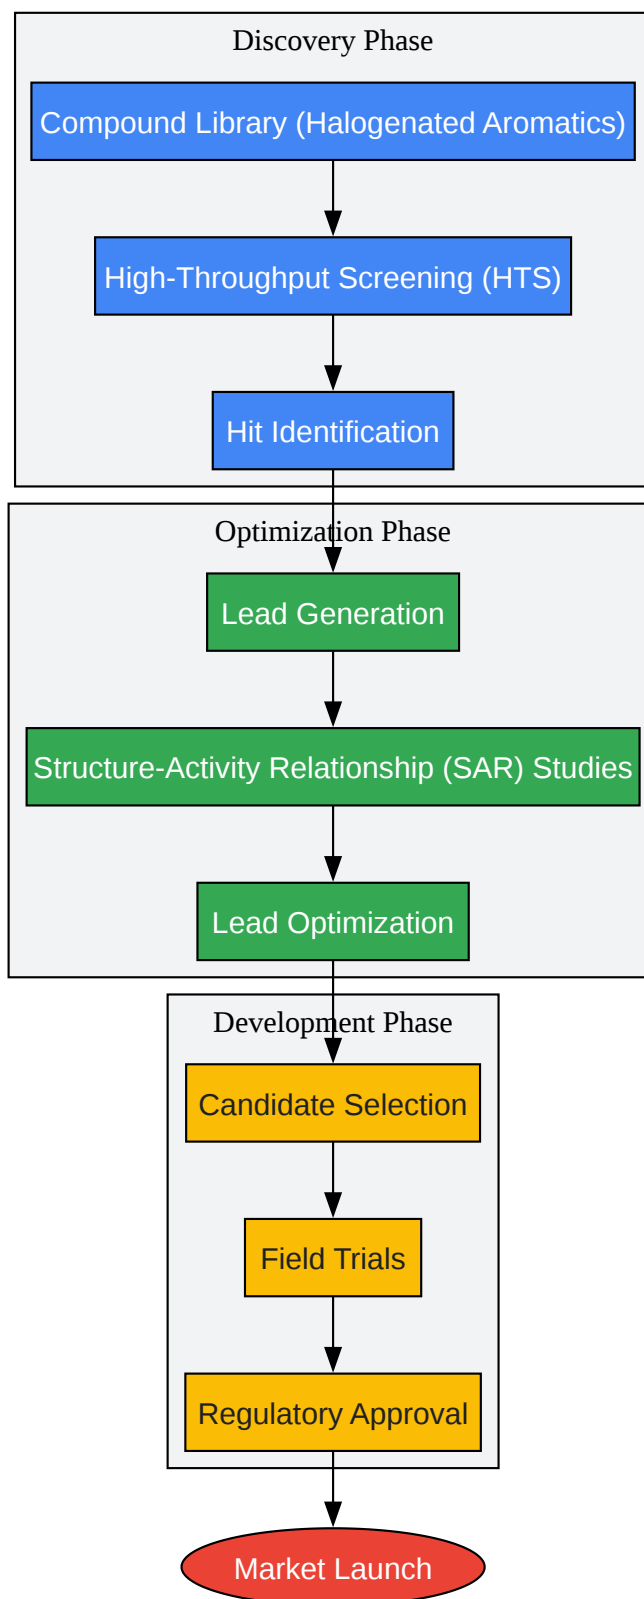 Discovery Phase
Compound Library (Halogenated Aromatics)
High-Throughput Screening (HTS)
Hit Identification
Optimization Phase
Lead Generation
Structure-Activity Relationship (SAR) Studies
Lead Optimization
Development Phase
Candidate Selection
Field Trials
Regulatory Approval
Market Launch